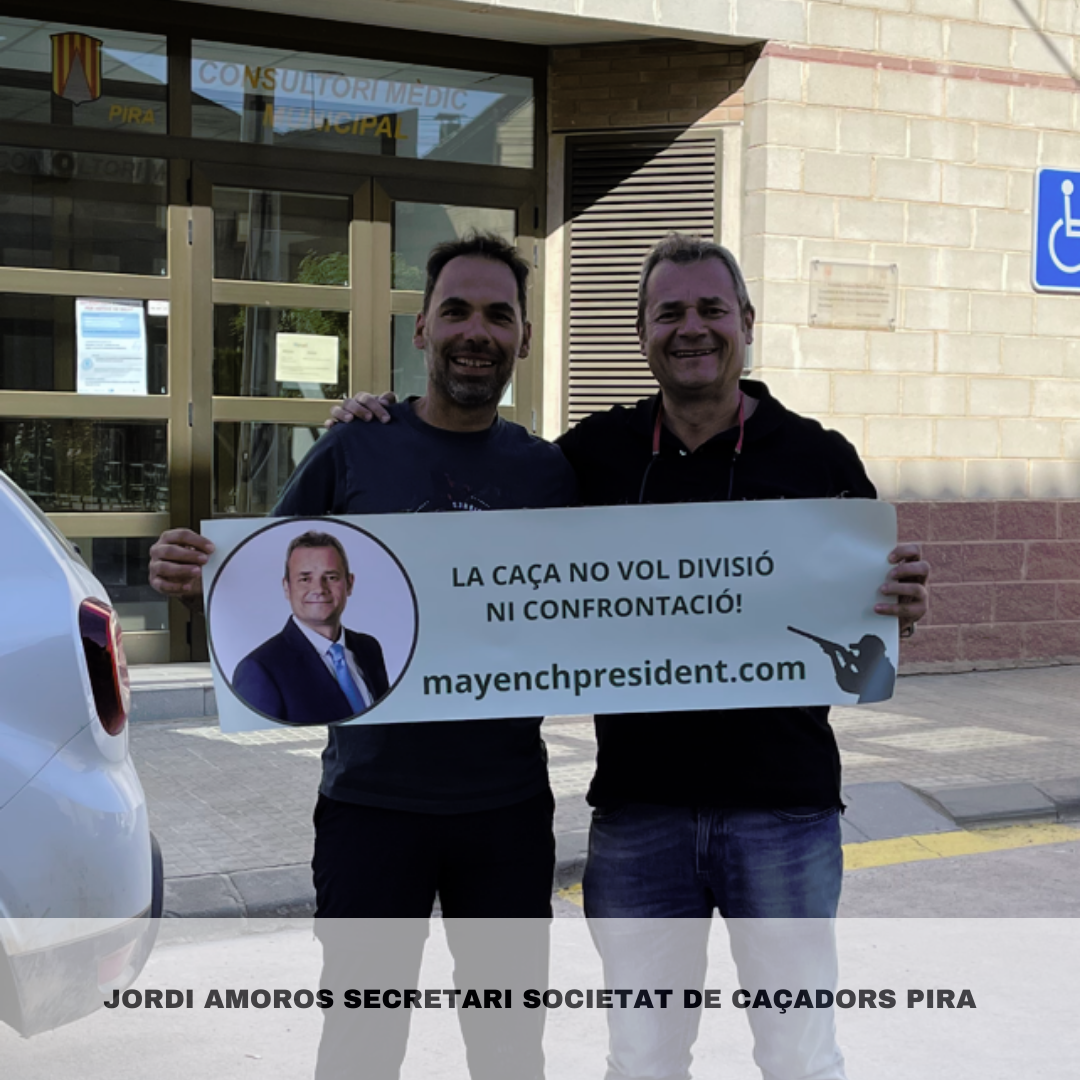 CONSULTORI MÈDIC
MUNICIPAL
PIRA
LA CAÇA NO VOL DIVISIÓ
NI CONFRONTACIÓ!
mayenchpresident.com
JORDI AMOROS SECRETARI SOCIETAT DE CAÇADORS PIRA